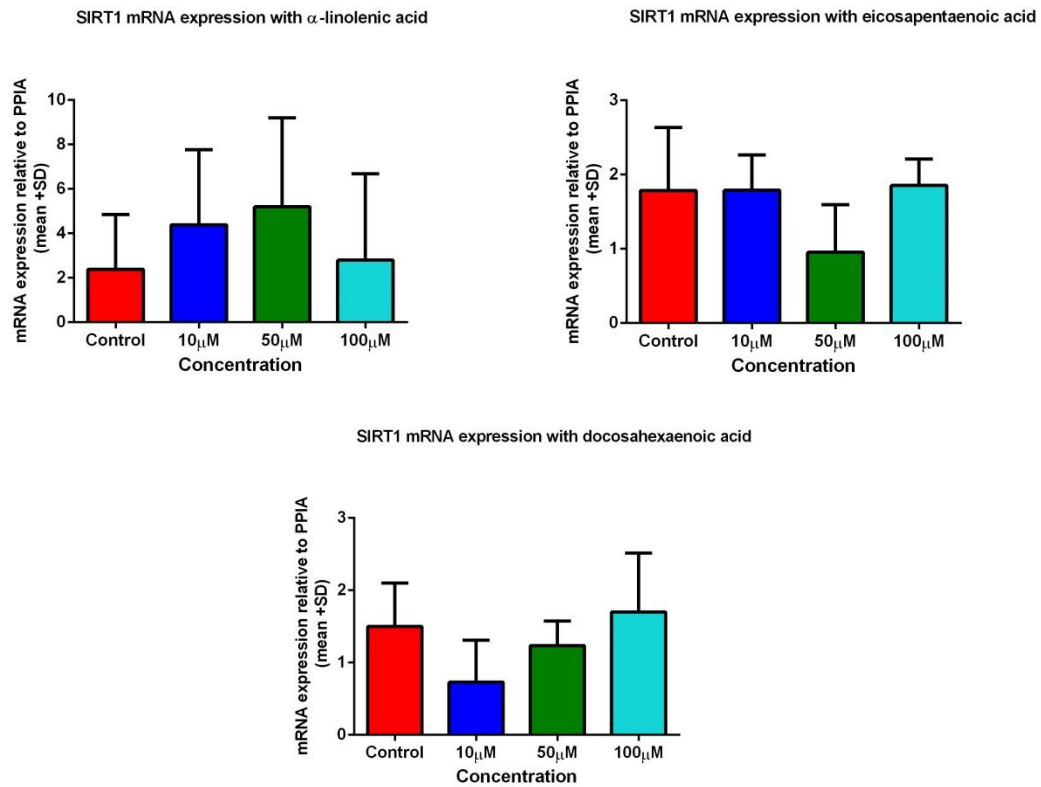 SIRT1 mRNA expression with α-linolenic acid
mRNA expression relative to PPIA
(mean +SD)
10
8
6
4
2
0
Control 10μM 50μM 100μM
Concentration
SIRT1 mRNA expression with eicosapentaenoic acid
mRNA expression relative to PPIA
(mean +SD)
3
2
1
0
Control 10μM 50μM 100μM
Concentration
SIRT1 mRNA expression with docosahexaenoic acid
mRNA expression relative to PPIA
(mean +SD)
3
2
1
0
Control 10μM 50μM 100μM
Concentration